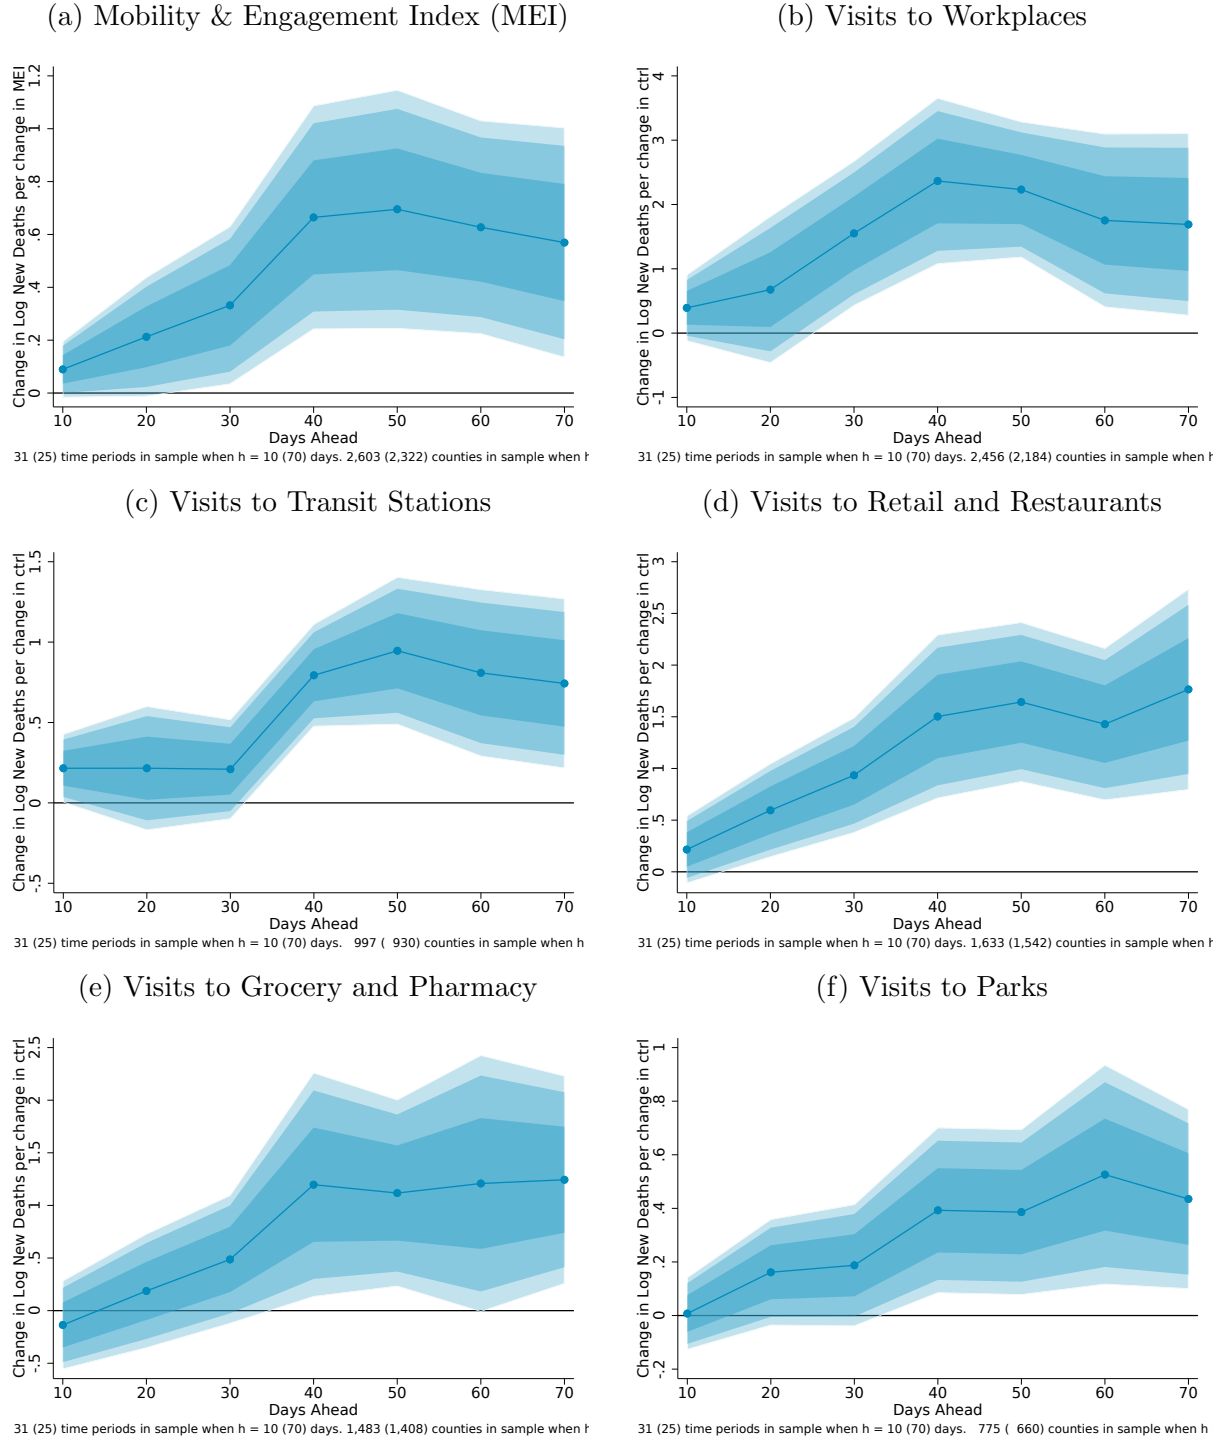 (a) Mobility & Engagement Index (MEI)
Change in Log New Deaths per change in MEI
0 .2 .4 .6 .8 1 1.2
10 20 30 40 50 60 70
Days Ahead
31 (25) time periods in sample when h = 10 (70) days. 2,603 (2,322) counties in sample when h
(b) Visits to Workplaces
Change in Log New Deaths per change in ctrl
-1 0 1 2 3 4
10 20 30 40 50 60 70
Days Ahead
31 (25) time periods in sample when h = 10 (70) days. 2,456 (2,184) counties in sample when h
(c) Visits to Transit Stations
Change in Log New Deaths per change in ctrl
-.5 0 .5 1 1.5
10 20 30 40 50 60 70
Days Ahead
31 (25) time periods in sample when h = 10 (70) days. 997 ( 930) counties in sample when h
(d) Visits to Retail and Restaurants
Change in Log New Deaths per change in ctrl
0 .5 1 1.5 2 2.5 3
10 20 30 40 50 60 70
Days Ahead
31 (25) time periods in sample when h = 10 (70) days. 1,633 (1,542) counties in sample when h
(e) Visits to Grocery and Pharmacy
Change in Log New Deaths per change in ctrl
-.5 0 .5 1 1.5 2 2.5
10 20 30 40 50 60 70
Days Ahead
31 (25) time periods in sample when h = 10 (70) days. 1,483 (1,408) counties in sample when h
(f) Visits to Parks
Change in Log New Deaths per change in ctrl
-.2 0 .2 .4 .6 .8 1
10 20 30 40 50 60 70
Days Ahead
31 (25) time periods in sample when h = 10 (70) days. 775 ( 660) counties in sample when h